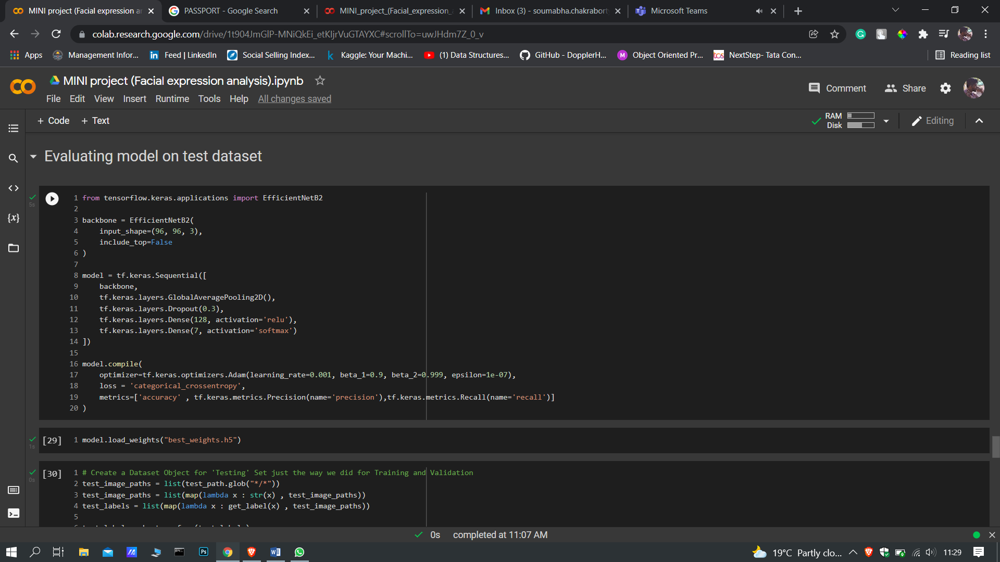 MINI project (Facial expression an
PASSPORT - Google Search
MINI_project_(Facial_expression_a
Inbox (3) - soumabha.chakrabort
Microsoft Teams
colab.research.google.com/drive/1t904JmGlP-MNiQkEi_etKIjrVuGTAYXC#scrollTo=uwJHdm7Z_0_v
Apps
Management Infor...
Feed | LinkedIn
Social Selling Index...
Kaggle: Your Machi...
(1) Data Structures...
GitHub - DopplerH...
Object Oriented Pr...
NextStep- Tata Con...
Reading list
MINI project (Facial expression analysis).ipynb
Comment
Share
File Edit View Insert Runtime Tools Help All changes saved
+ Code + Text
RAM
Disk
Editing
Evaluating model on test dataset
5s
1 from tensorflow.keras.applications import EfficientNetB2
2
3 backbone = EfficientNetB2(
4     input_shape=(96, 96, 3),
5     include_top=False
6 )
7
8 model = tf.keras.Sequential([
9     backbone,
10     tf.keras.layers.GlobalAveragePooling2D(),
11     tf.keras.layers.Dropout(0.3),
12     tf.keras.layers.Dense(128, activation='relu'),
13     tf.keras.layers.Dense(7, activation='softmax')
14 ])
15
16 model.compile(
17     optimizer=tf.keras.optimizers.Adam(learning_rate=0.001, beta_1=0.9, beta_2=0.999, epsilon=1e-07),
18     loss = 'categorical_crossentropy',
19     metrics=['accuracy' , tf.keras.metrics.Precision(name='precision'),tf.keras.metrics.Recall(name='recall')]
20 )
1s
[29] 1 model.load_weights("best_weights.h5")
0s
[30] 1 # Create a Dataset Object for 'Testing' Set just the way we did for Training and Validation
2 test_image_paths = list(test_path.glob("*/*"))
3 test_image_paths = list(map(lambda x : str(x) , test_image_paths))
4 test_labels = list(map(lambda x : get_label(x) , test_image_paths))
5
0s completed at 11:07 AM
19°C Partly clo...
11:29